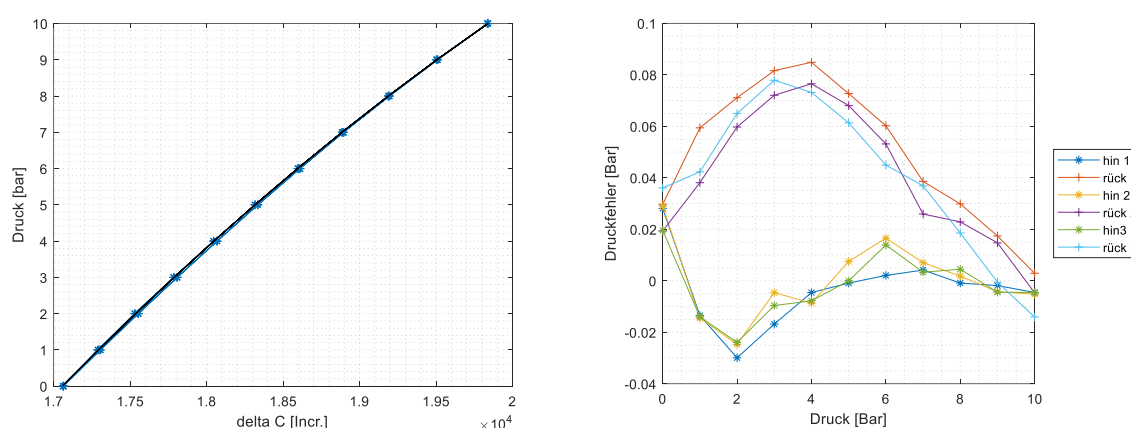 10
9
8
7
6
5
4
3
2
1
0
Druck [bar]
1.7 1.75 1.8 1.85 1.9 1.95 2
delta C [Incr.]
×10^4
0.1
0.08
0.06
0.04
0.02
0
-0.02
-0.04
Druckfehler [Bar]
0 2 4 6 8 10
Druck [Bar]
hin 1
rück
hin 2
rück
hin3
rück